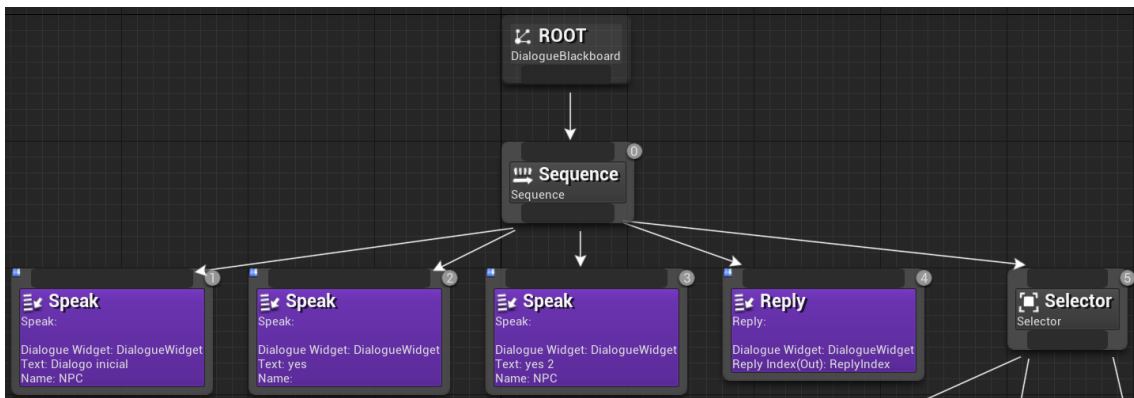 ROOT
DialogueBlackboard
0
Sequence
Sequence
1
Speak
Speak:
Dialogue Widget: DialogueWidget
Text: Dialogo inicial
Name: NPC
2
Speak
Speak:
Dialogue Widget: DialogueWidget
Text: yes
Name:
3
Speak
Speak:
Dialogue Widget: DialogueWidget
Text: yes 2
Name: NPC
4
Reply
Reply:
Dialogue Widget: DialogueWidget
Reply Index(Out): ReplyIndex
5
Selector
Selector